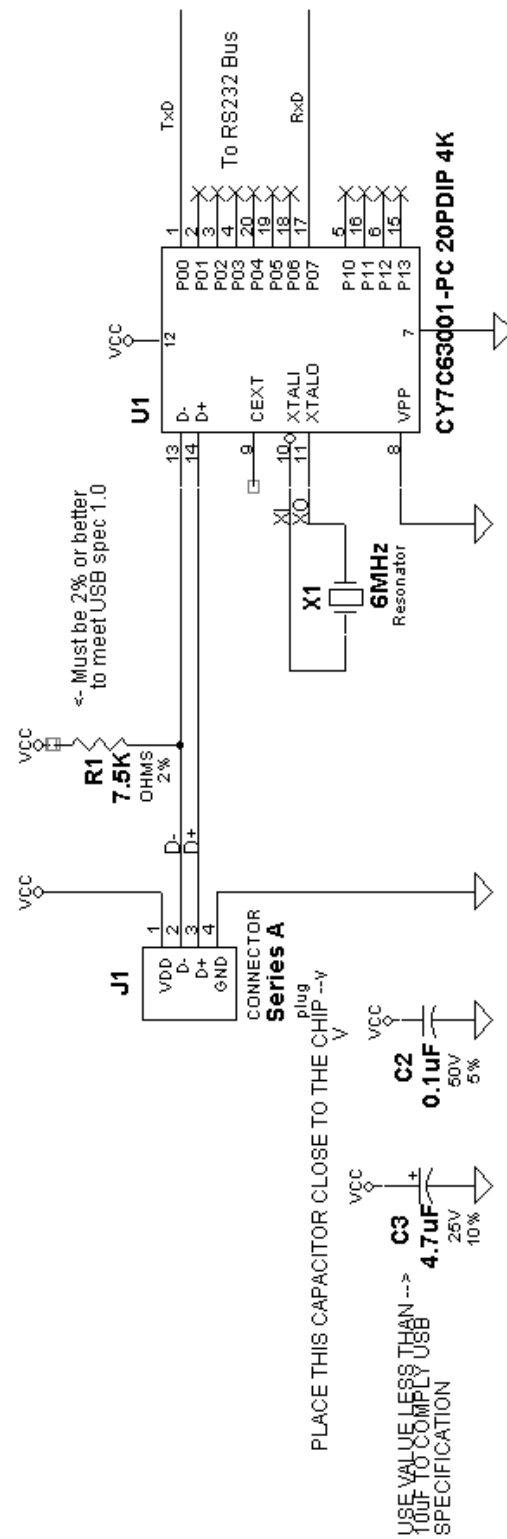 VCC
VCC
VCC
<- Must be 2% or better
to meet USB spec 1.0
R1
7.5K
OHMS
2%
J1
VDD
D-
D+
GND
1
2
3
4
CONNECTOR
Series A
plug
D-
D+
U1
12
13
14
9
10
11
8
7
D-
D+
CEXT
XTALI
XTALO
VPP
P00
P01
P02
P03
P04
P05
P06
P07
P10
P11
P12
P13
1
2
3
4
20
19
18
17
5
16
6
15
TxD
To RS232 Bus
RxD
CY7C63001-PC 20PDIP 4K
XI
XO
X1
6MHz
Resonator
PLACE THIS CAPACITOR CLOSE TO THE CHIP --V
V
VCC
C2
0.1uF
50V
5%
VCC
+
C3
4.7uF
25V
10%
USE VALUE LESS THAN -->
10uF TO COMPLY USB
SPECIFICATION